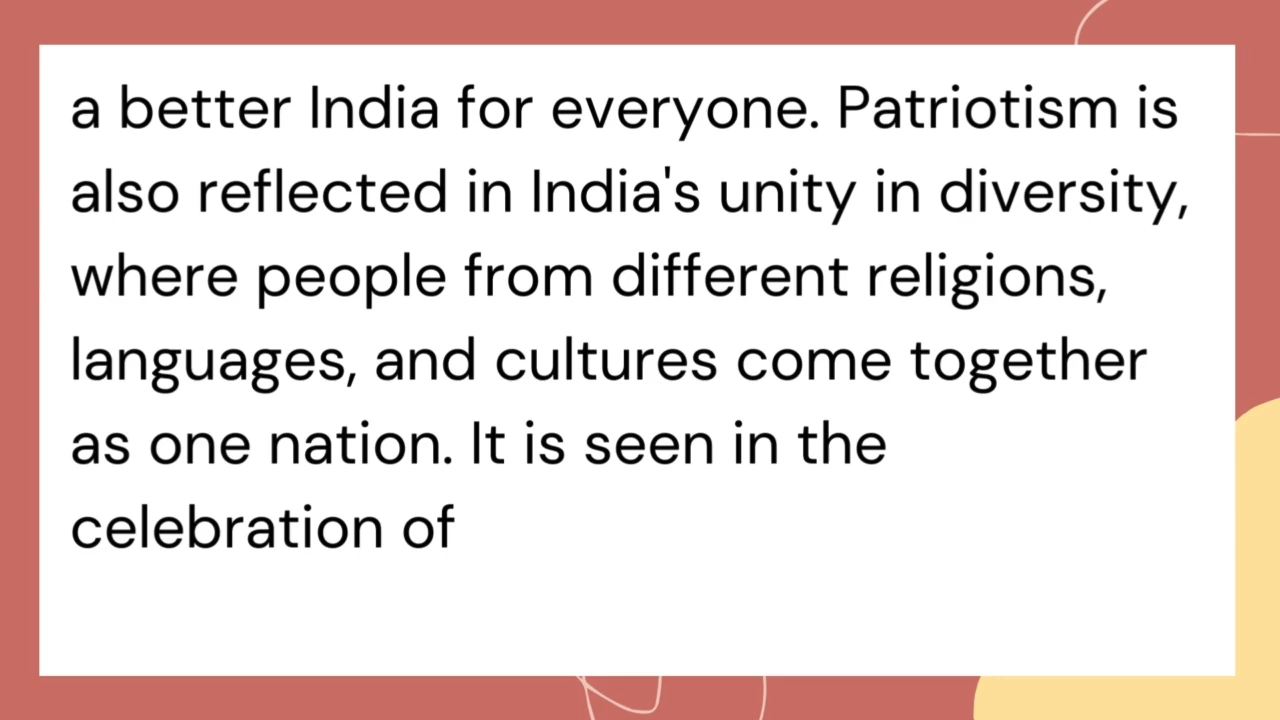 a better India for everyone. Patriotism is
also reflected in India's unity in diversity,
where people from different religions,
languages, and cultures come together
as one nation. It is seen in the
celebration of